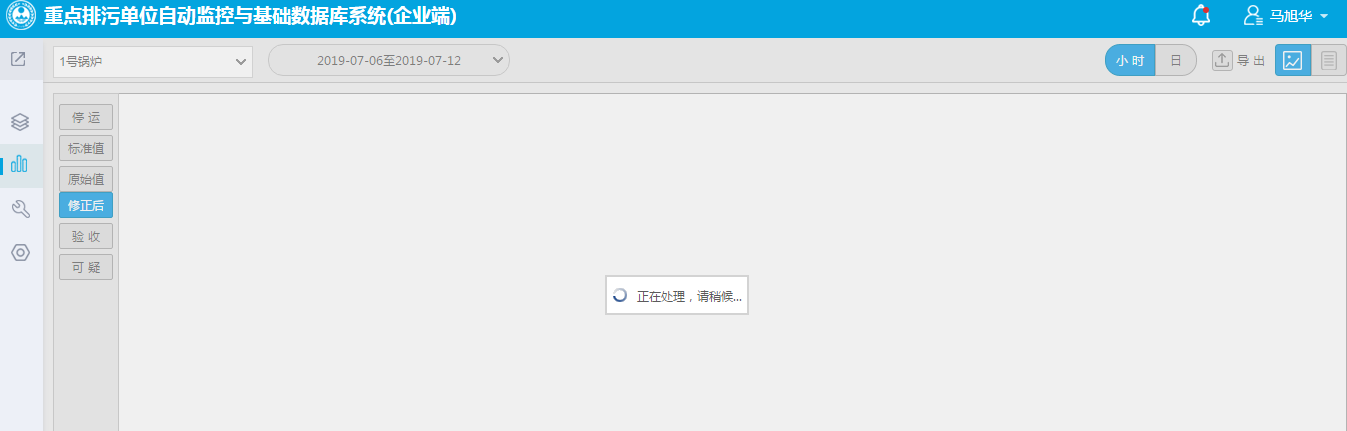 重点排污单位自动监控与基础数据库系统(企业端)
马旭华
1号锅炉
2019-07-06至2019-07-12
小 时
日
导 出
停 运
标准值
原始值
修正后
验 收
可 疑
正在处理，请稍候...